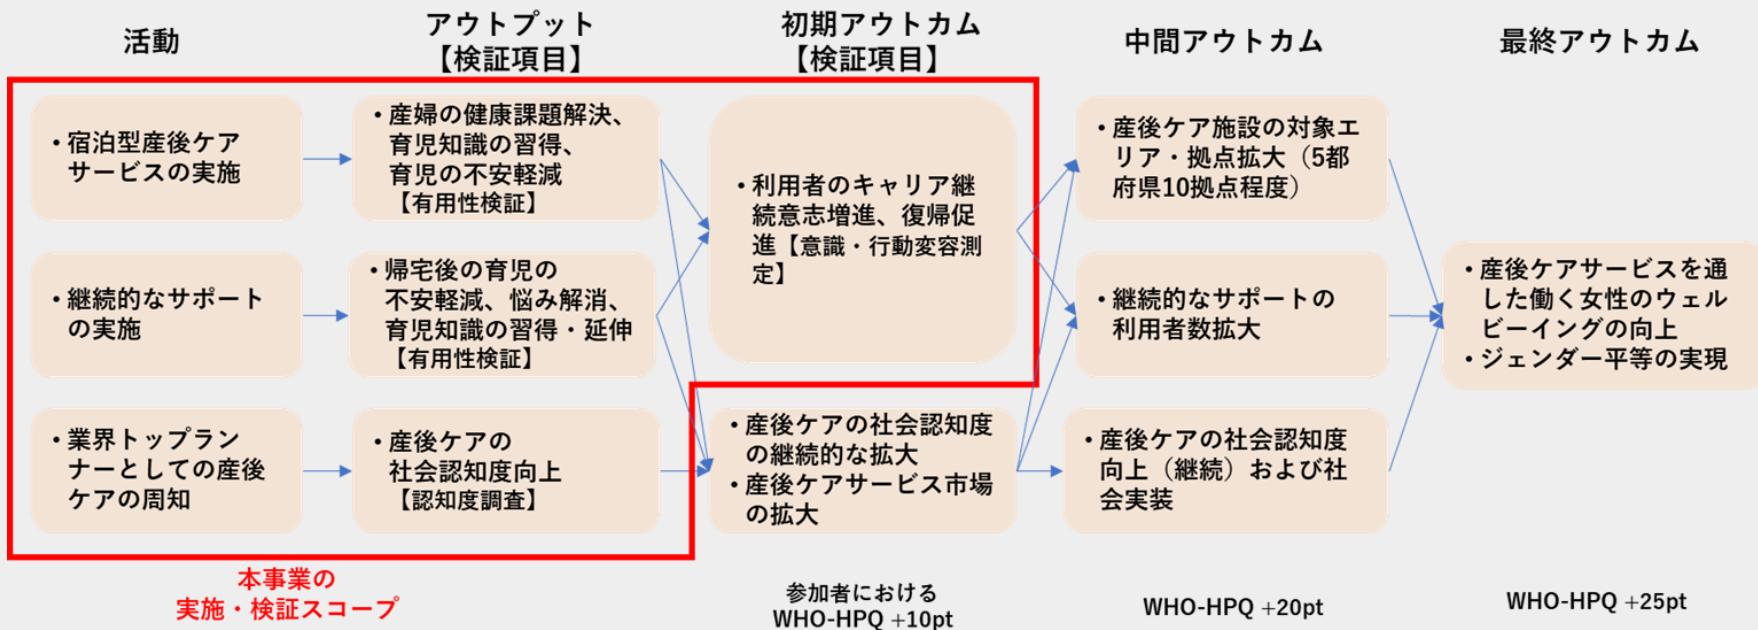 活動
アウトプット
【検証項目】
初期アウトカム
【検証項目】
中間アウトカム
最終アウトカム
・宿泊型産後ケア
サービスの実施
・産婦の健康課題解決、
育児知識の習得、
育児の不安軽減
【有用性検証】
・利用者のキャリア継
続意志増進、復帰促
進【意識・行動変容測
定】
・産後ケア施設の対象エ
リア・拠点拡大（5都
府県10拠点程度）
・産後ケアサービスを通
した働く女性のウェル
ビーイングの向上
・ジェンダー平等の実現
・継続的なサポート
の実施
・帰宅後の育児の
不安軽減、悩み解消、
育児知識の習得・延伸
【有用性検証】
・継続的なサポートの
利用者数拡大
・業界トップラン
ナーとしての産後
ケアの周知
・産後ケアの
社会認知度向上
【認知度調査】
・産後ケアの社会認知度
の継続的な拡大
・産後ケアサービス市場
の拡大
・産後ケアの社会認知度
向上（継続）および社
会実装
本事業の
実施・検証スコープ
参加者における
WHO-HPQ +10pt
WHO-HPQ +20pt
WHO-HPQ +25pt